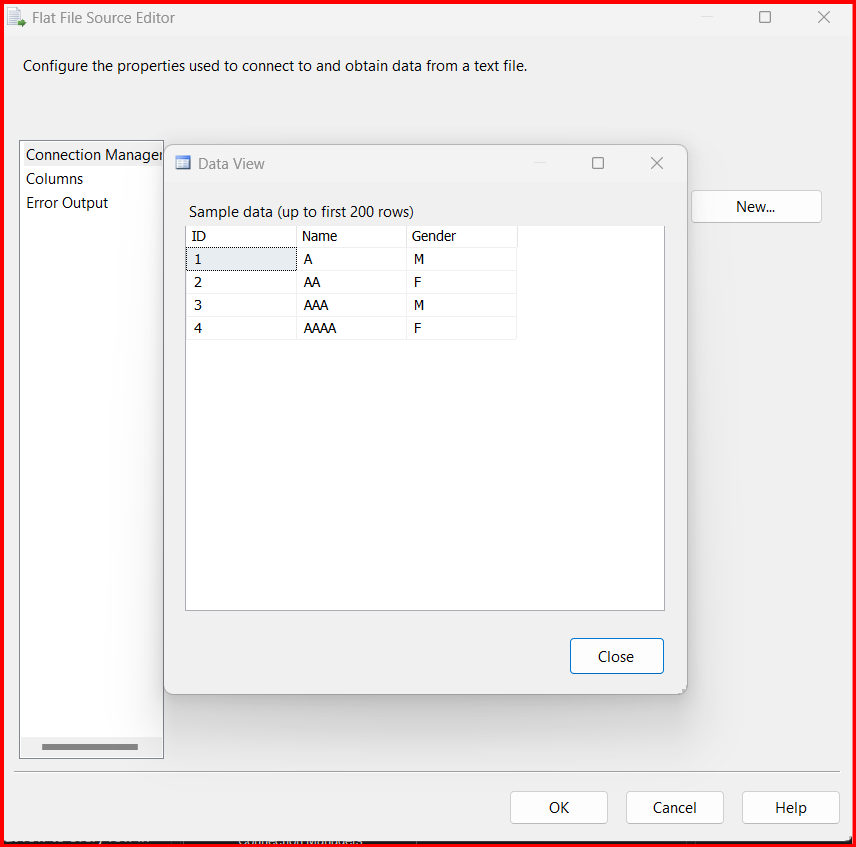 Flat File Source Editor
Configure the properties used to connect to and obtain data from a text file.
Connection Manager
Columns
Error Output
Data View
Sample data (up to first 200 rows)
ID Name Gender
1 A M
2 AA F
3 AAA M
4 AAAA F
Close
New...
OK Cancel Help